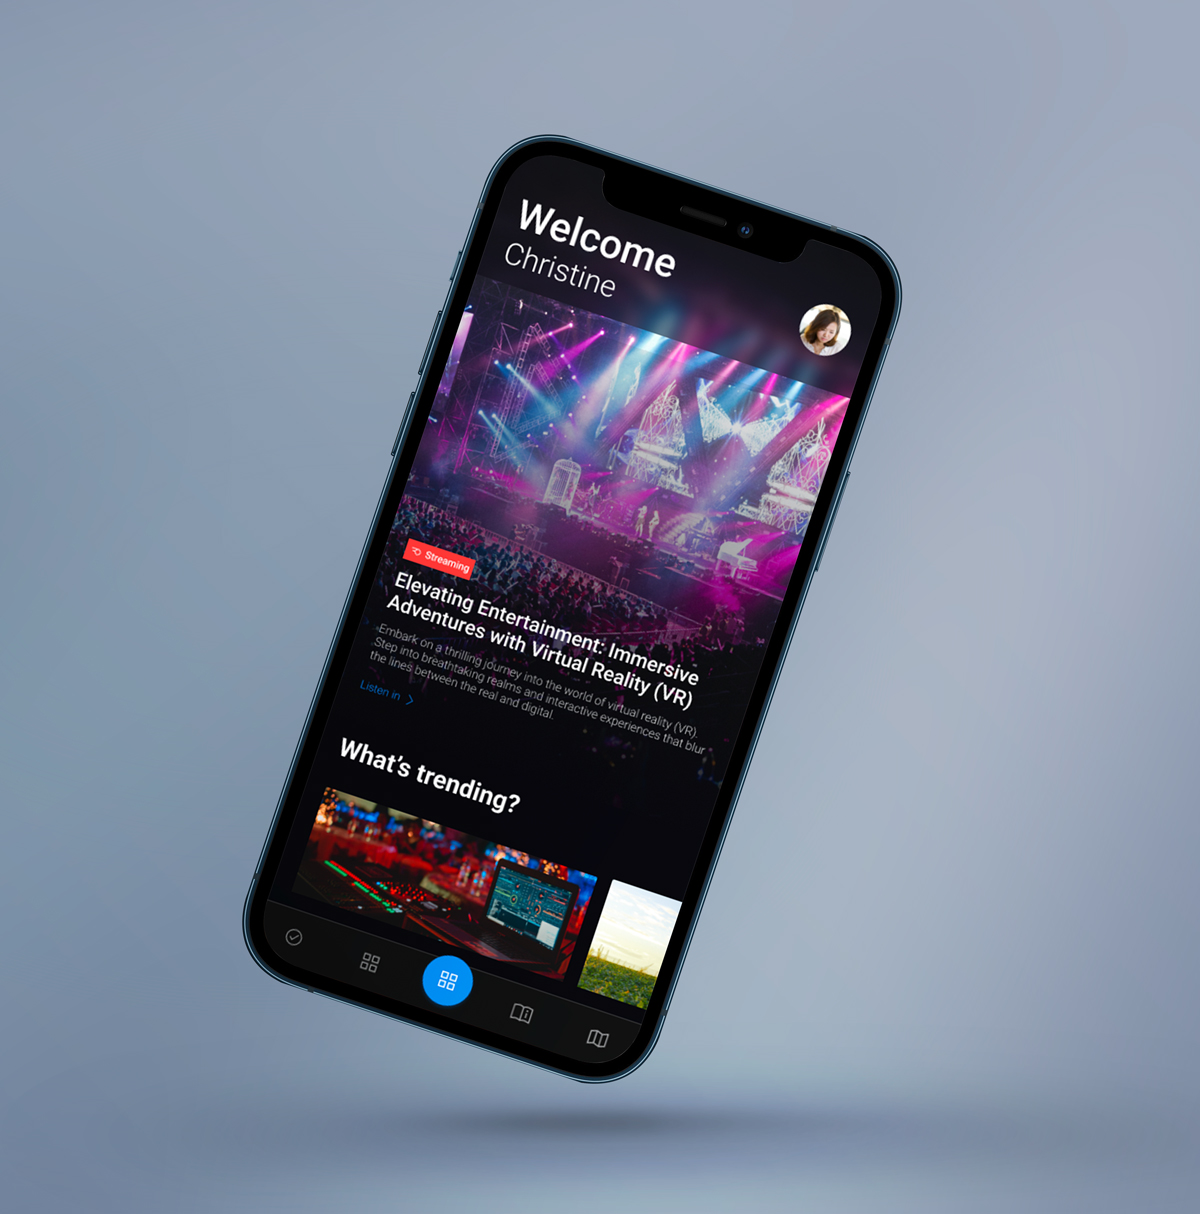 Welcome
Christine
Streaming
Elevating Entertainment: Immersive
Adventures with Virtual Reality (VR)
Embark on a thrilling journey into the world of virtual reality (VR).
Step into breathtaking realms and interactive experiences that blur
the lines between the real and digital.
Listen in
What's trending?